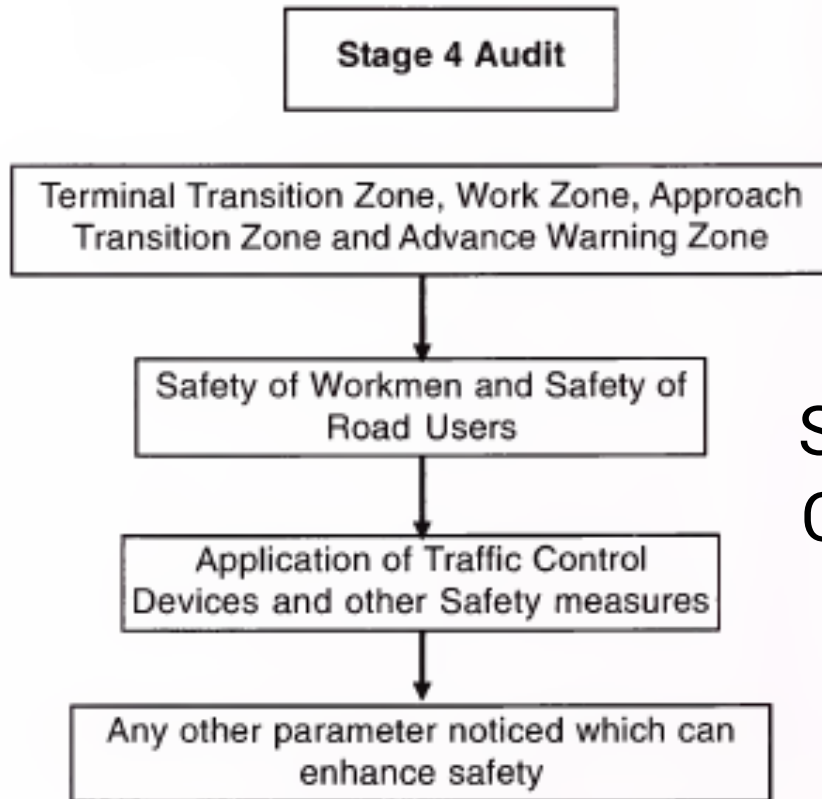 Stage 4 Audit
Terminal Transition Zone, Work Zone, Approach
Transition Zone and Advance Warning Zone
Safety of Workmen and Safety of
Road Users
Application of Traffic Control
Devices and other Safety measures
Any other parameter noticed which can
enhance safety